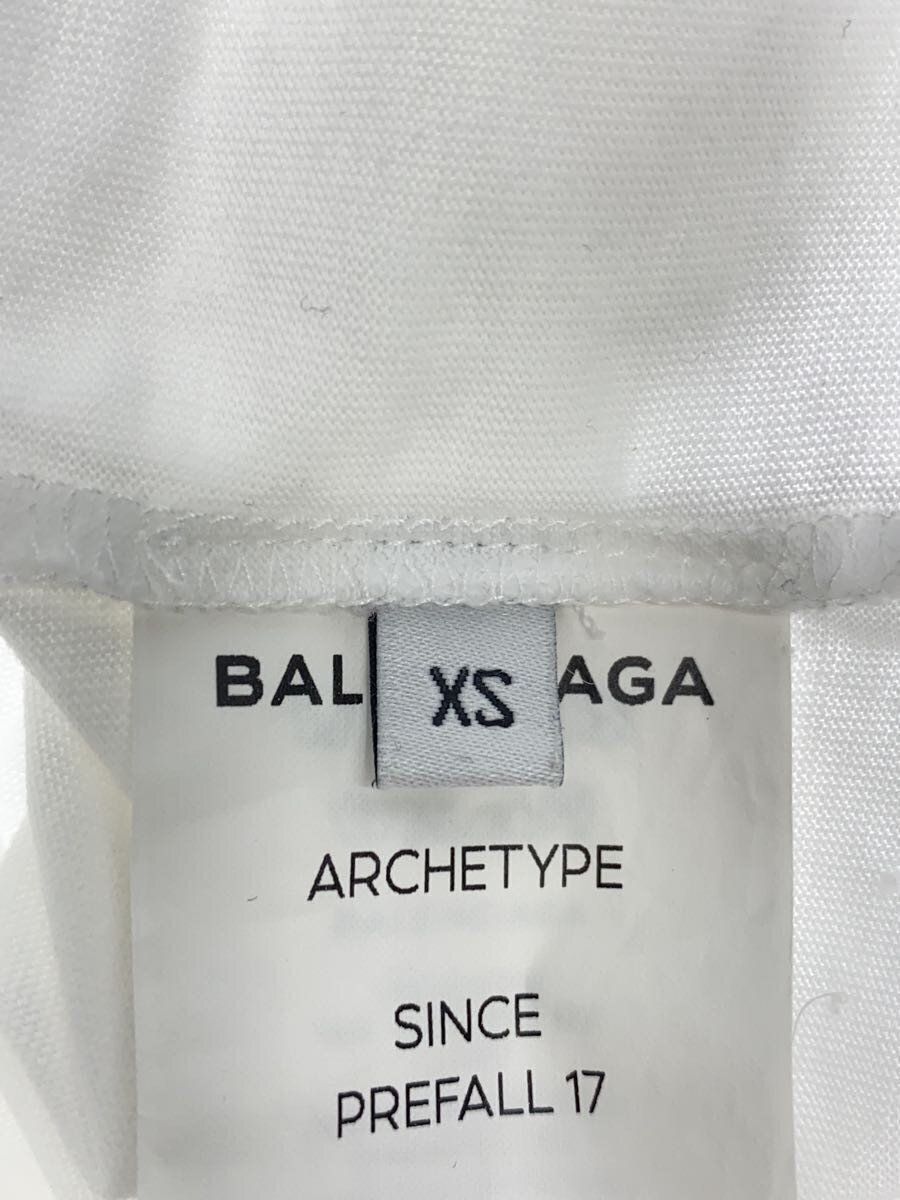 BAL XS AGA
ARCHETYPE
SINCE
PREFALL 17